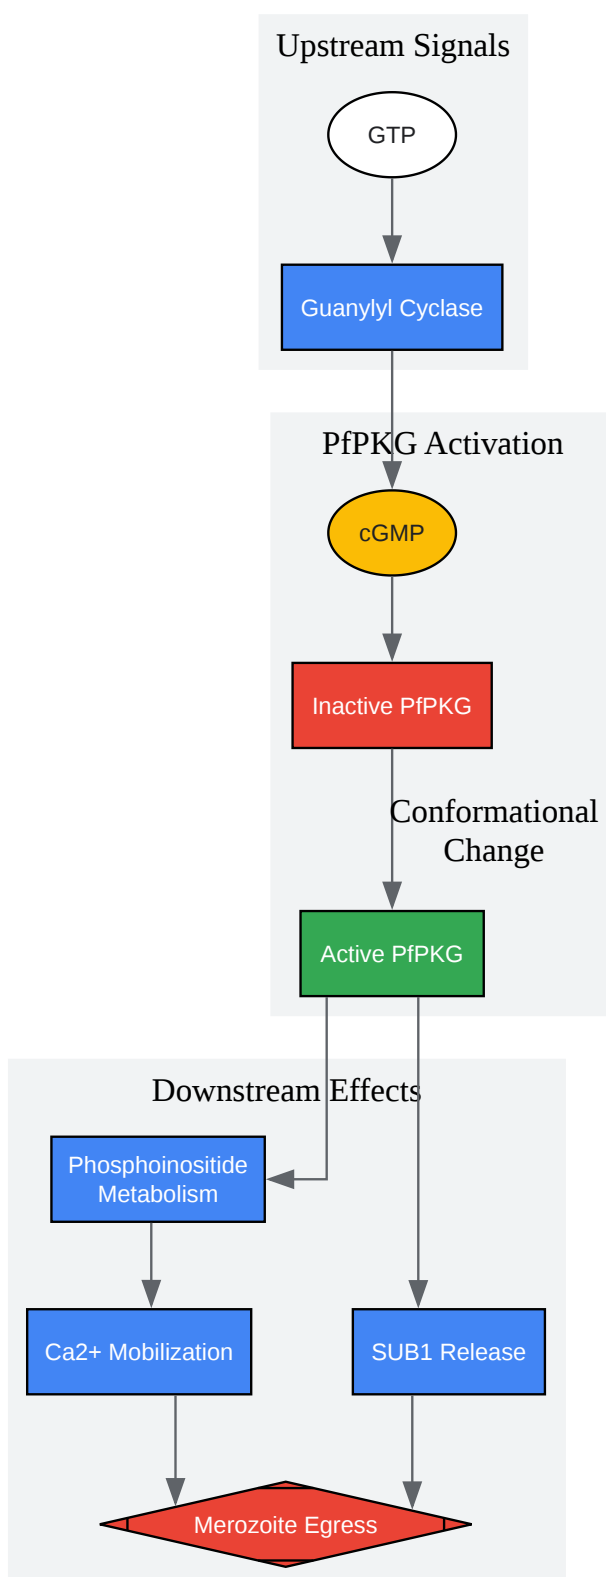 Upstream Signals
GTP
Guanylyl Cyclase
PfPKG Activation
cGMP
Inactive PfPKG
Conformational
Change
Active PfPKG
Downstream Effects
Phosphoinositide
Metabolism
Ca2+ Mobilization
SUB1 Release
Merozoite Egress